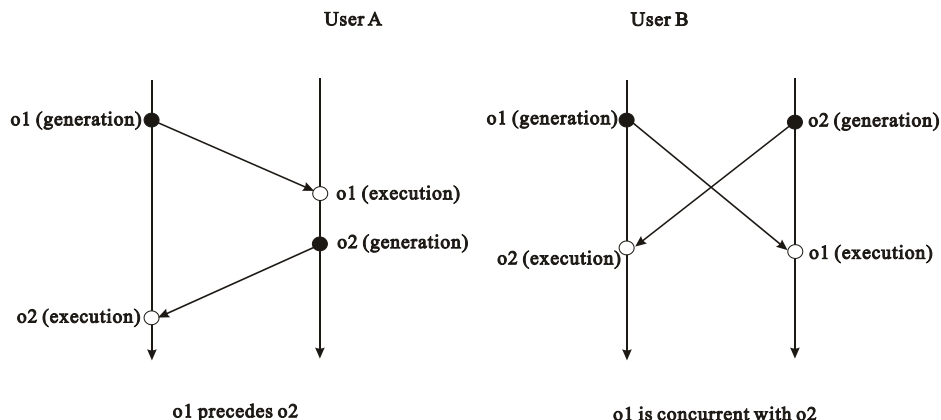 User A
User B
o1 (generation)
o1 (execution)
o2 (generation)
o2 (execution)
o1 precedes o2
o1 (generation)
o2 (generation)
o2 (execution)
o1 (execution)
o1 is concurrent with o2